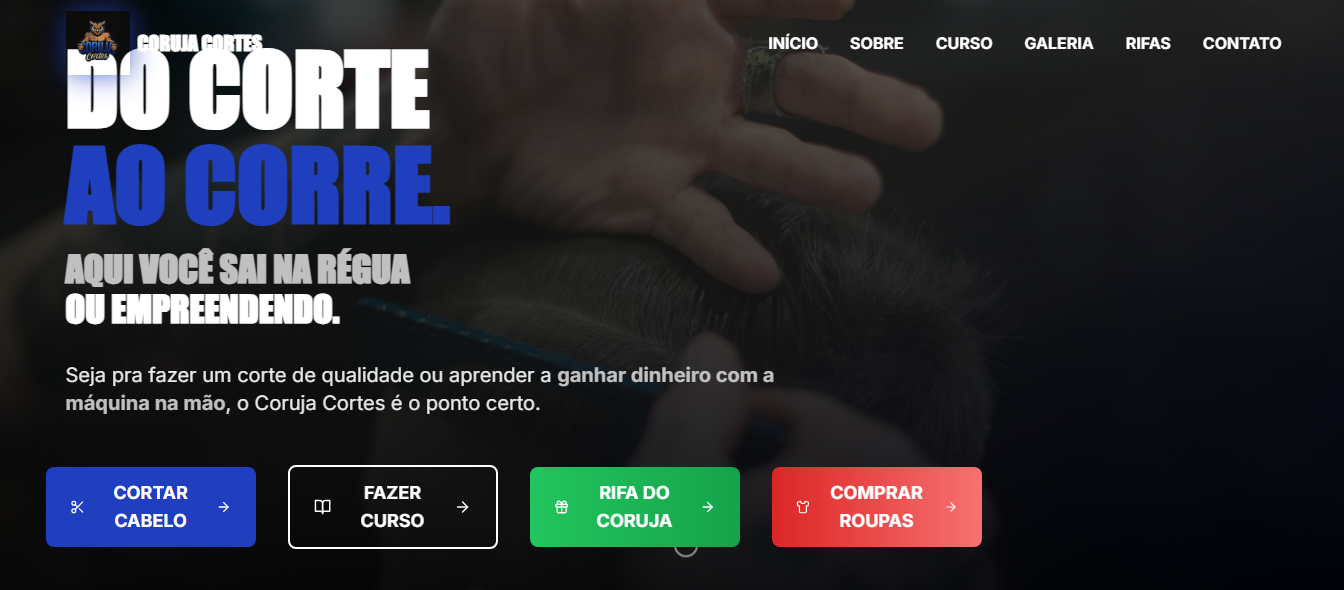 CORUJA
Cortes
CORUJA CORTES
INÍCIO SOBRE CURSO GALERIA RIFAS CONTATO
DO CORTE
AO CORRE.
AQUI VOCÊ SAI NA RÉGUA
OU EMPREENDENDO.
Seja pra fazer um corte de qualidade ou aprender a ganhar dinheiro com a
máquina na mão, o Coruja Cortes é o ponto certo.
CORTAR
CABELO
FAZER
CURSO
RIFA DO
CORUJA
COMPRAR
ROUPAS